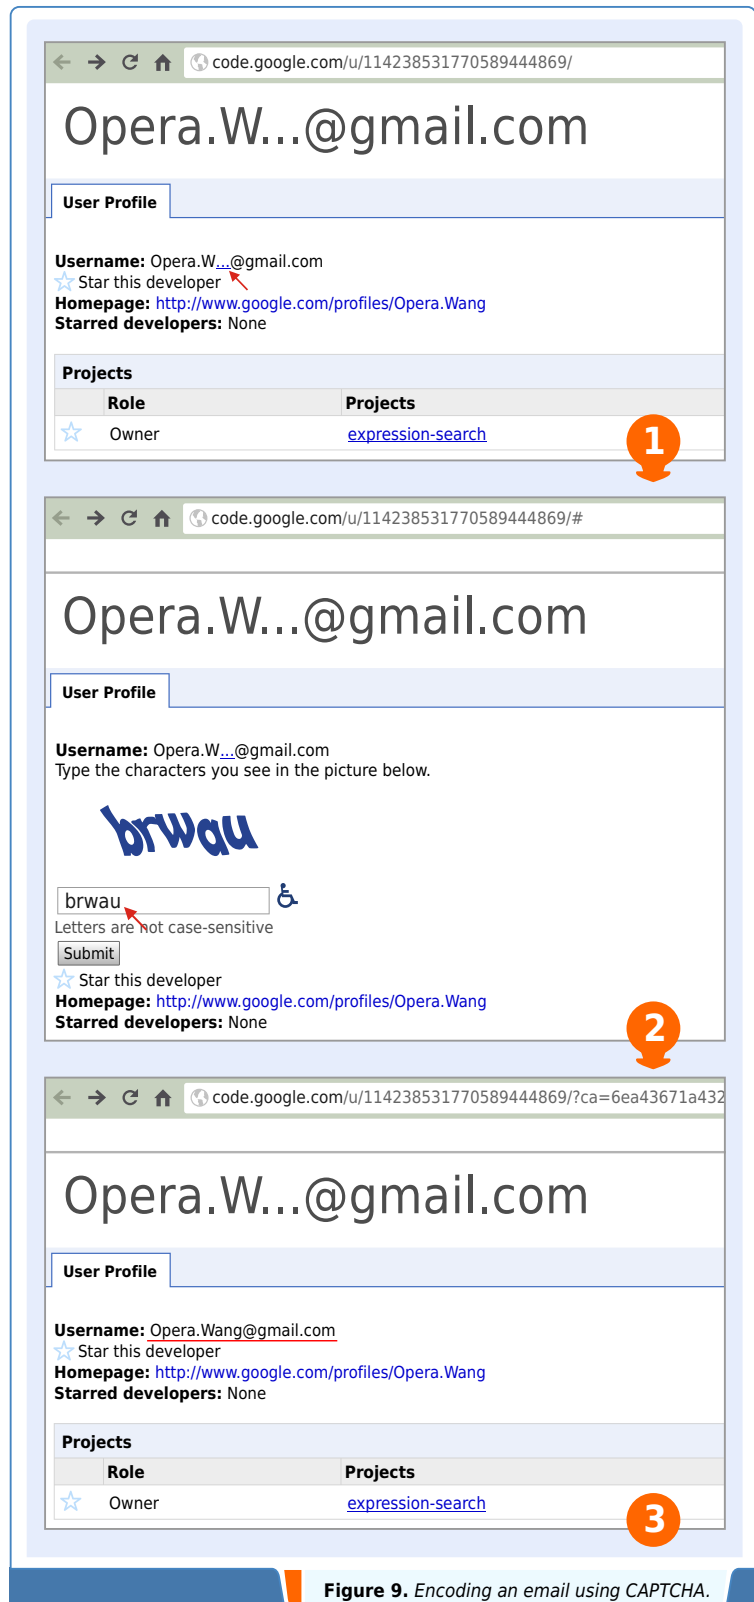 code.google.com/u/114238531770589444869/
Opera.W...@gmail.com
User Profile
Username: Opera.W...@gmail.com
Star this developer
Homepage: http://www.google.com/profiles/Opera.Wang
Starred developers: None
Projects
Role Projects
Owner expression-search
1
code.google.com/u/114238531770589444869/#
Opera.W...@gmail.com
User Profile
Username: Opera.W...@gmail.com
Type the characters you see in the picture below.
brwau
brwau
Letters are not case-sensitive
Submit
Star this developer
Homepage: http://www.google.com/profiles/Opera.Wang
Starred developers: None
2
code.google.com/u/114238531770589444869/?ca=6ea43671a432
Opera.W...@gmail.com
User Profile
Username: Opera.Wang@gmail.com
Star this developer
Homepage: http://www.google.com/profiles/Opera.Wang
Starred developers: None
Projects
Role Projects
Owner expression-search
3
Figure 9. Encoding an email using CAPTCHA.